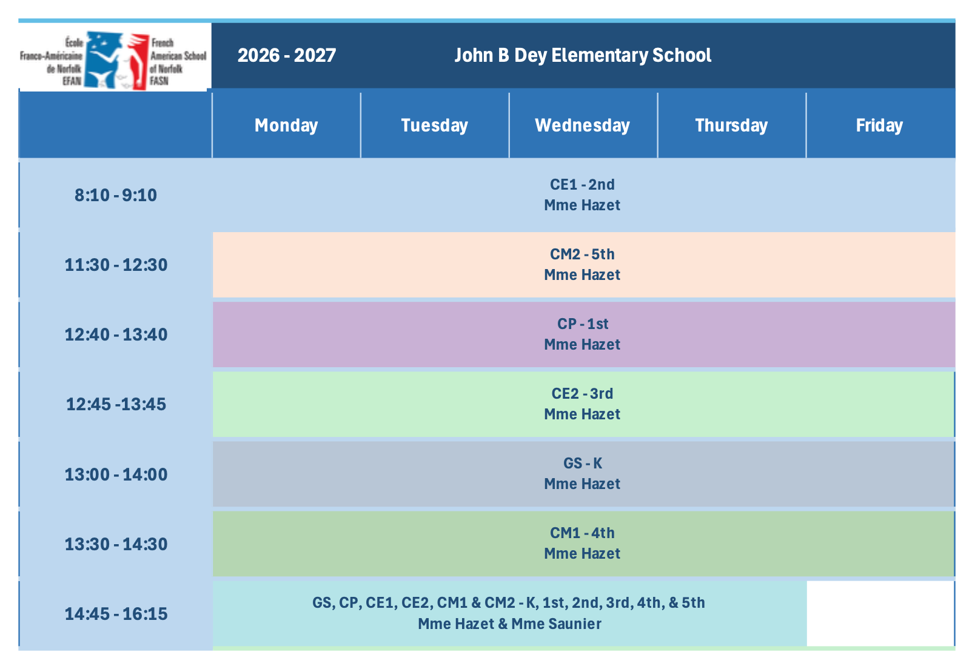 École
Franco-Américaine
de Norfolk
EFAN
French
American School
of Norfolk
FASN
2026 - 2027
John B Dey Elementary School
Monday
Tuesday
Wednesday
Thursday
Friday
8:10 - 9:10
CE1 - 2nd
Mme Hazet
11:30 - 12:30
CM2 - 5th
Mme Hazet
12:40 - 13:40
CP - 1st
Mme Hazet
12:45 -13:45
CE2 - 3rd
Mme Hazet
13:00 - 14:00
GS - K
Mme Hazet
13:30 - 14:30
CM1 - 4th
Mme Hazet
14:45 - 16:15
GS, CP, CE1, CE2, CM1 & CM2 - K, 1st, 2nd, 3rd, 4th, & 5th
Mme Hazet & Mme Saunier